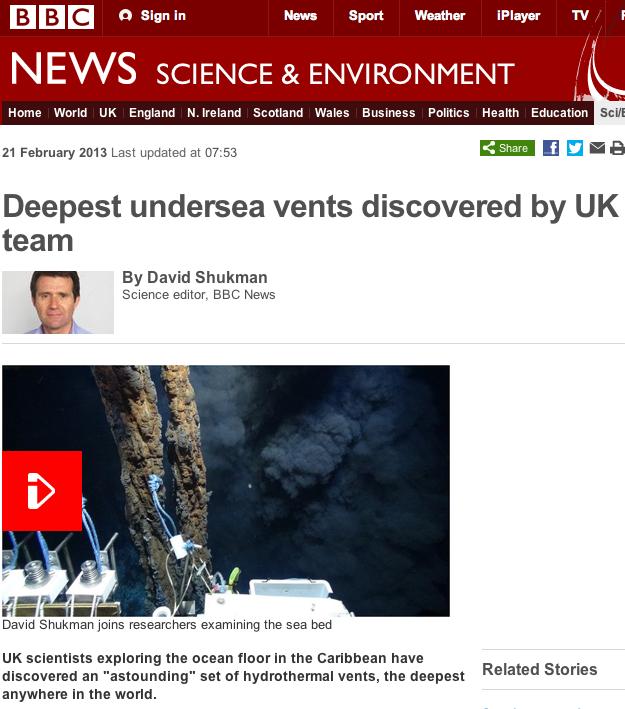 BBC Sign in News Sport Weather iPlayer TV
NEWS SCIENCE & ENVIRONMENT
Home World UK England N. Ireland Scotland Wales Business Politics Health Education Sci/E
21 February 2013 Last updated at 07:53 Share
Deepest undersea vents discovered by UK
team
By David Shukman
Science editor, BBC News
David Shukman joins researchers examining the sea bed
UK scientists exploring the ocean floor in the Caribbean have
discovered an "astounding" set of hydrothermal vents, the deepest
anywhere in the world.
Related Stories